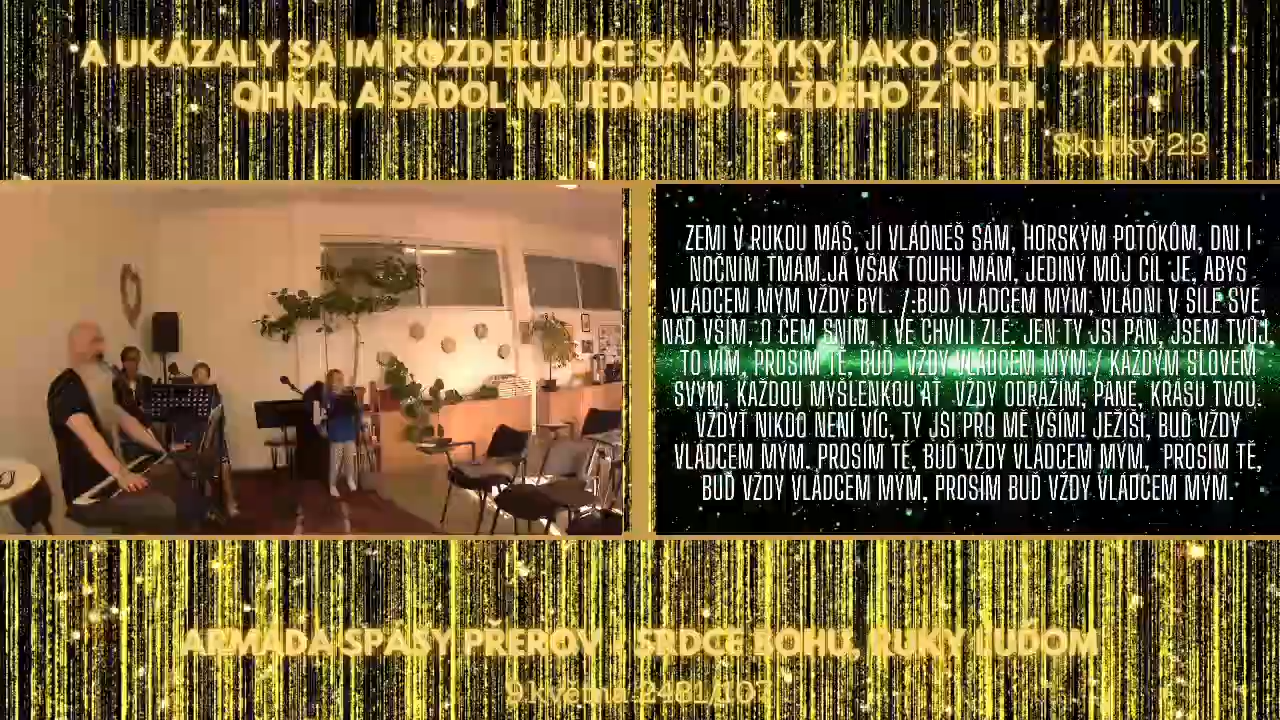 A UKÁZALY SA IM ROZDEĽUJÚCE SA JAZYKY JAKO ČO BY JAZYKY
OHŇA, A SADOL NA JEDNÉHO KAŽDÉHO Z NICH.
Skutky 2:3
ZEMI V RUKOU MÁŠ, JÍ VLÁDNEŠ SÁM, HORSKÝM POTOKŮM, DNI I
NOČNÍM TMÁM.JÁ VŠAK TOUHU MÁM, JEDINÝ MŮJ CÍL JE, ABYS
VLÁDCEM MÝM VŽDY BYL. /:BUĎ VLÁDCEM MÝM, VLÁDNI V SÍLE SVÉ,
NAD VŠÍM, O ČEM SNÍM, I VE CHVÍLI ZLÉ. JEN TY JSI PÁN, JSEM TVŮJ,
TO VÍM, PROSÍM TĚ, BUĎ VŽDY VLÁDCEM MÝM:/ KAŽDÝM SLOVEM
SVÝM, KAŽDOU MYŠLENKOU AŤ VŽDY ODRÁŽÍM, PANE, KRÁSU TVOU.
VŽDYŤ NIKDO NENÍ VÍC, TY JSI PRO MĚ VŠÍM! JEŽÍŠI, BUĎ VŽDY
VLÁDCEM MÝM. PROSÍM TĚ, BUĎ VŽDY VLÁDCEM MÝM, PROSÍM TĚ,
BUĎ VŽDY VLÁDCEM MÝM, PROSÍM BUĎ VŽDY VLÁDCEM MÝM.
ARMÁDA SPÁSY PŘEROV - SRDCE BOHU, RUKY ĽUĎOM
9.května 2481/107